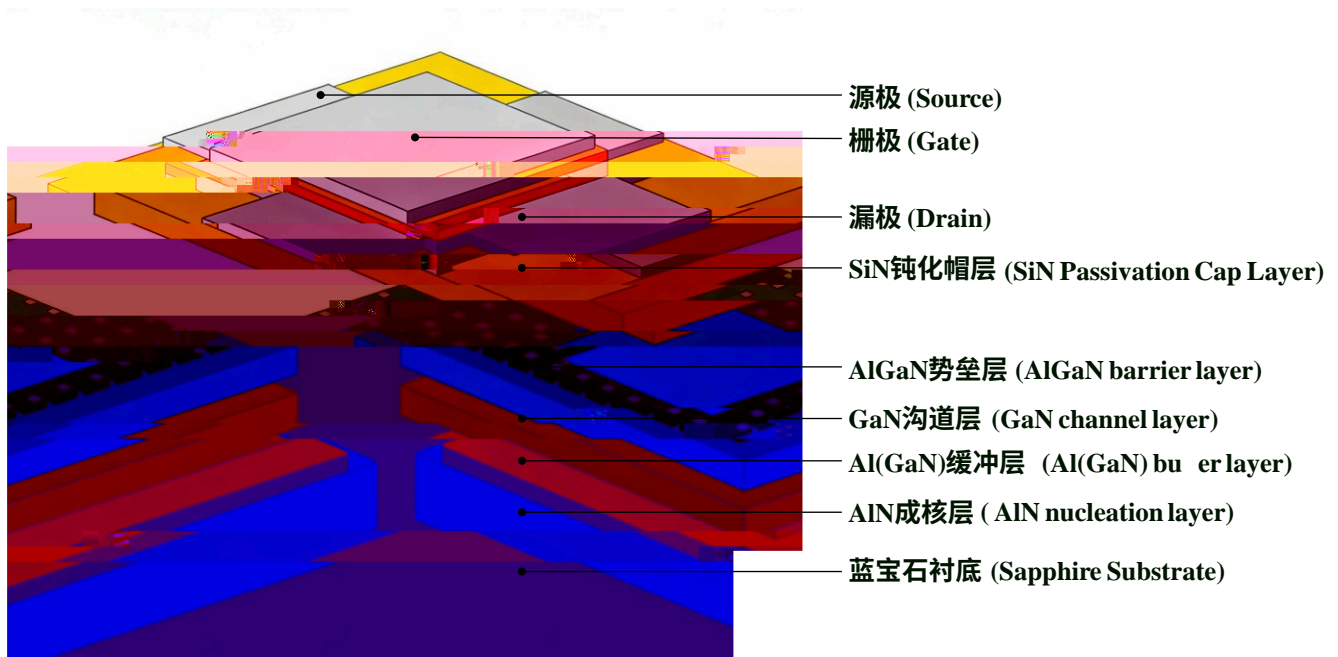 源极 (Source)
栅极 (Gate)
漏极 (Drain)
SiN钝化帽层 (SiN Passivation Cap Layer)
AlGaN势垒层 (AlGaN barrier layer)
GaN沟道层 (GaN channel layer)
Al(GaN)缓冲层 (Al(GaN) bu er layer)
AlN成核层 ( AlN nucleation layer)
蓝宝石衬底 (Sapphire Substrate)